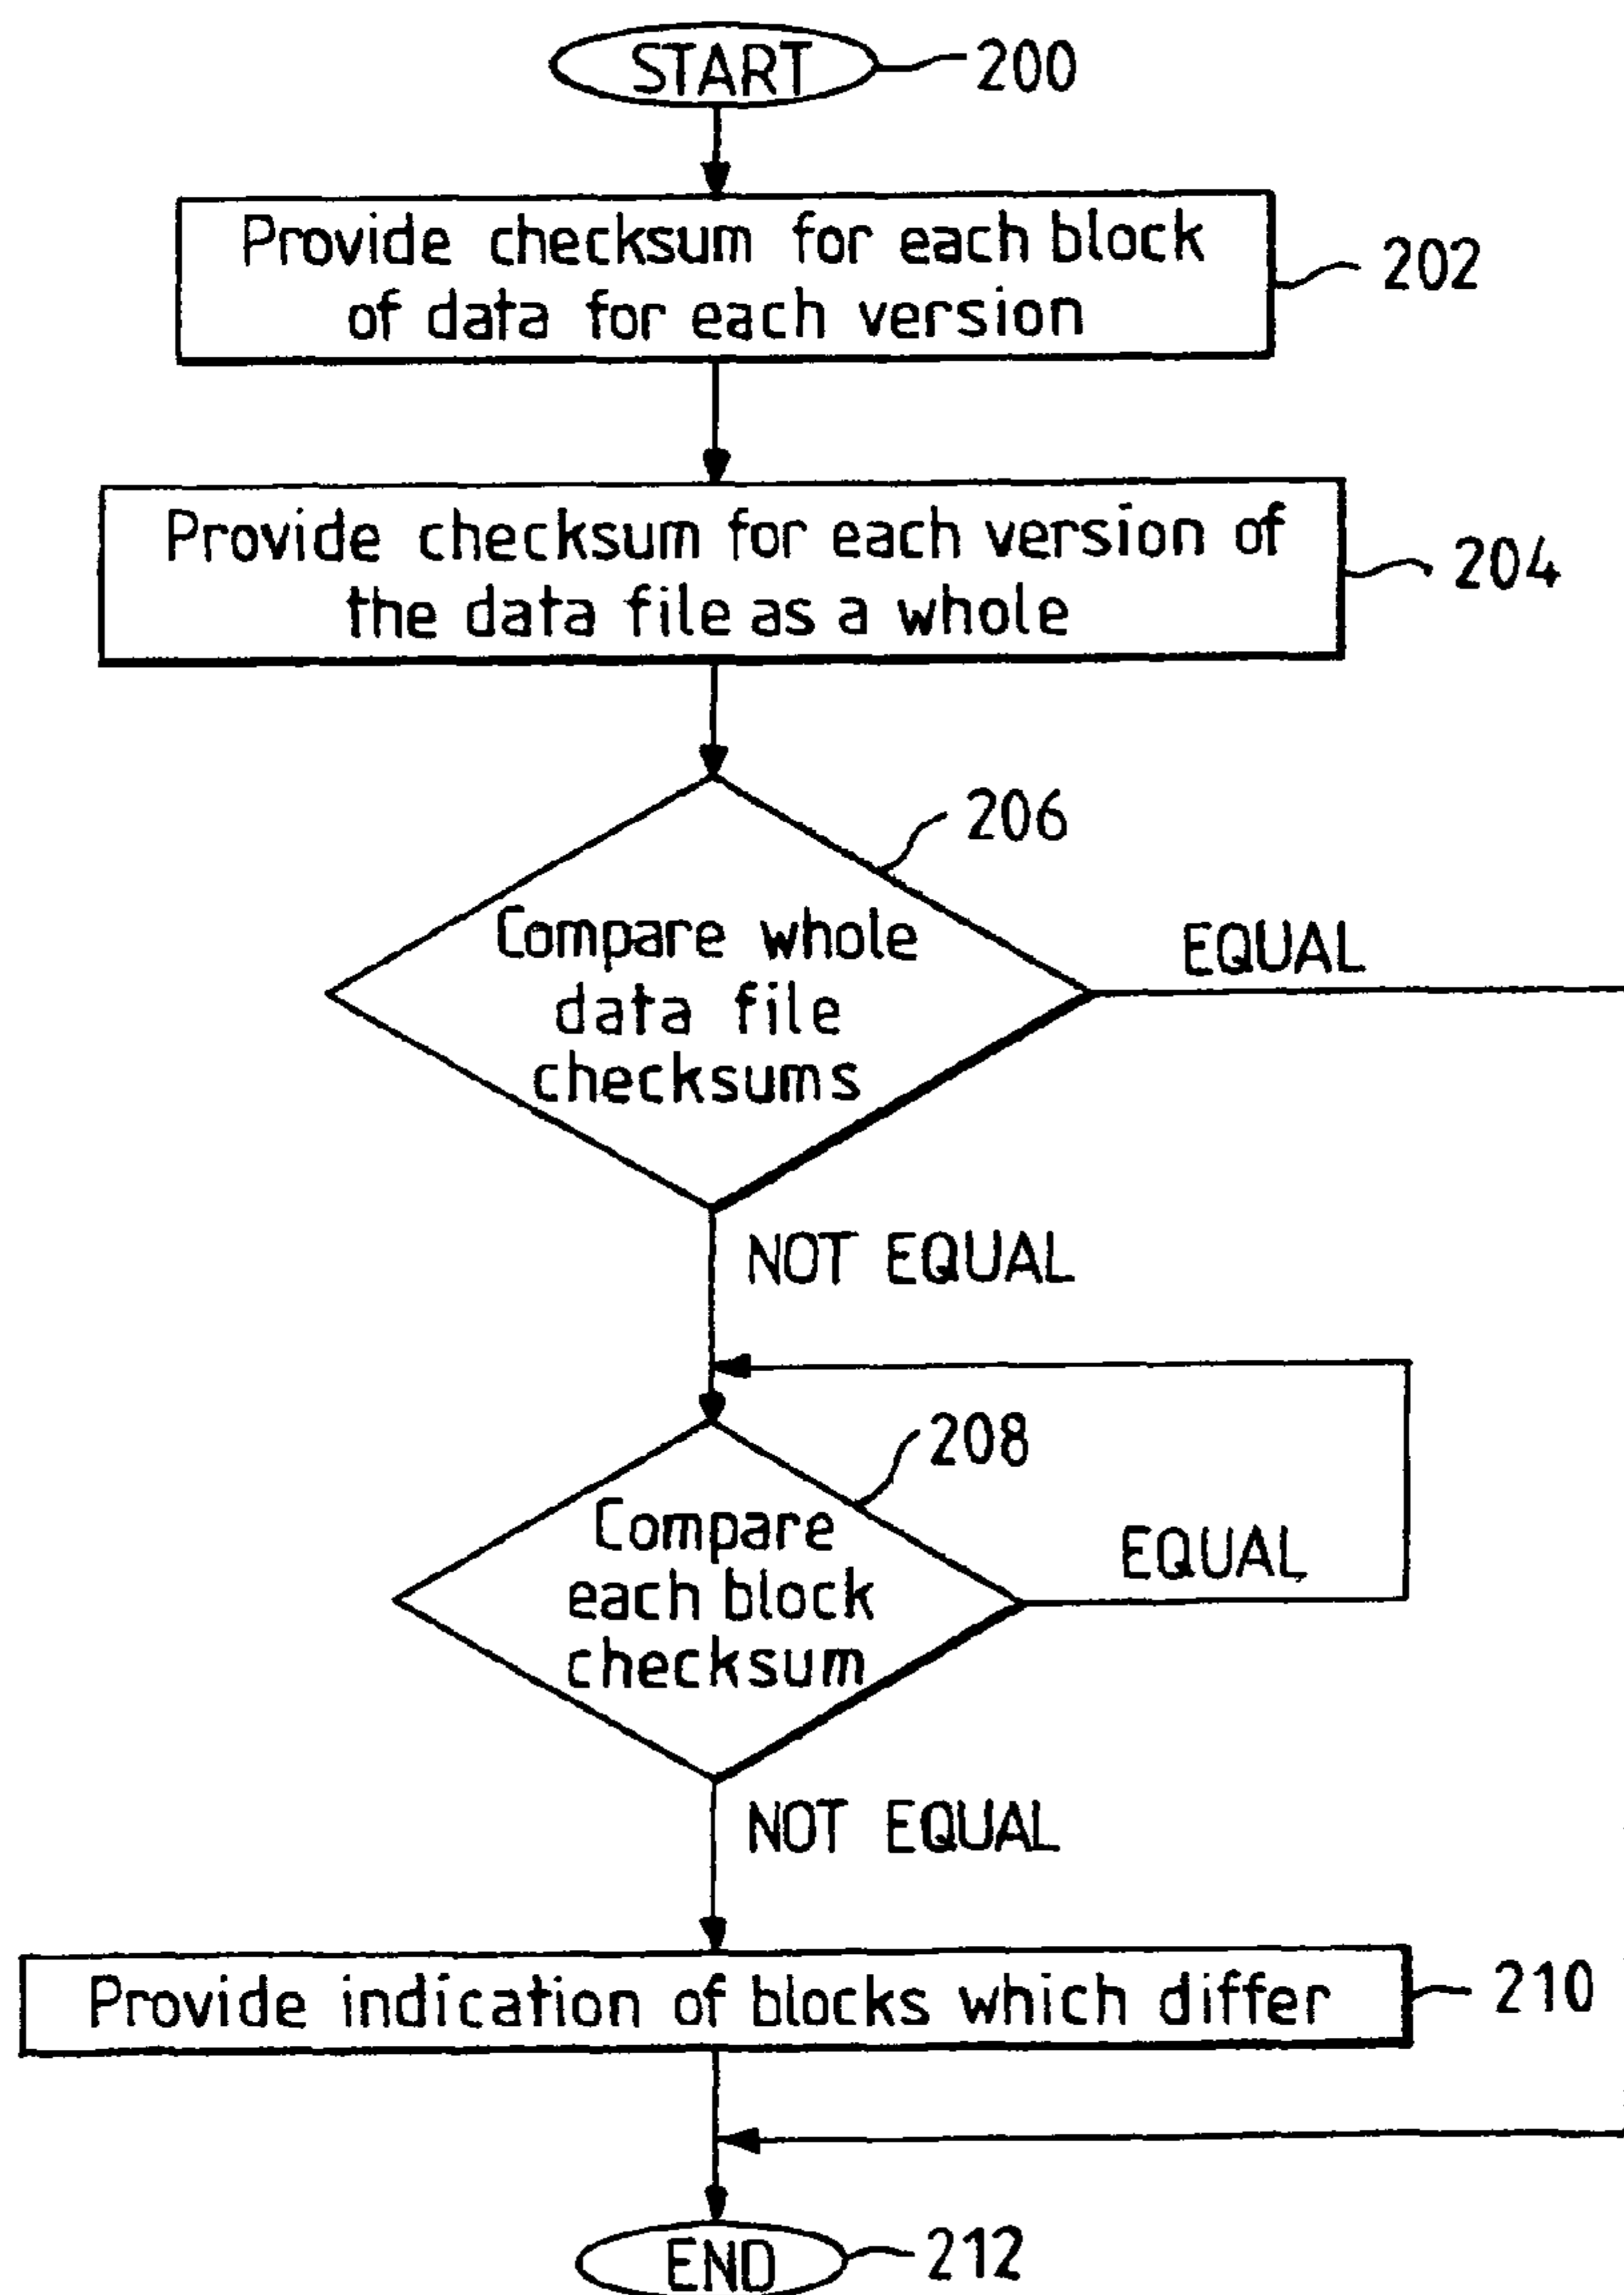 START
200
Provide checksum for each block
of data for each version
202
Provide checksum for each version of
the data file as a whole
204
206
Compare whole
data file
checksums
EQUAL
NOT EQUAL
208
Compare
each block
checksum
EQUAL
NOT EQUAL
Provide indication of blocks which differ
210
END
212